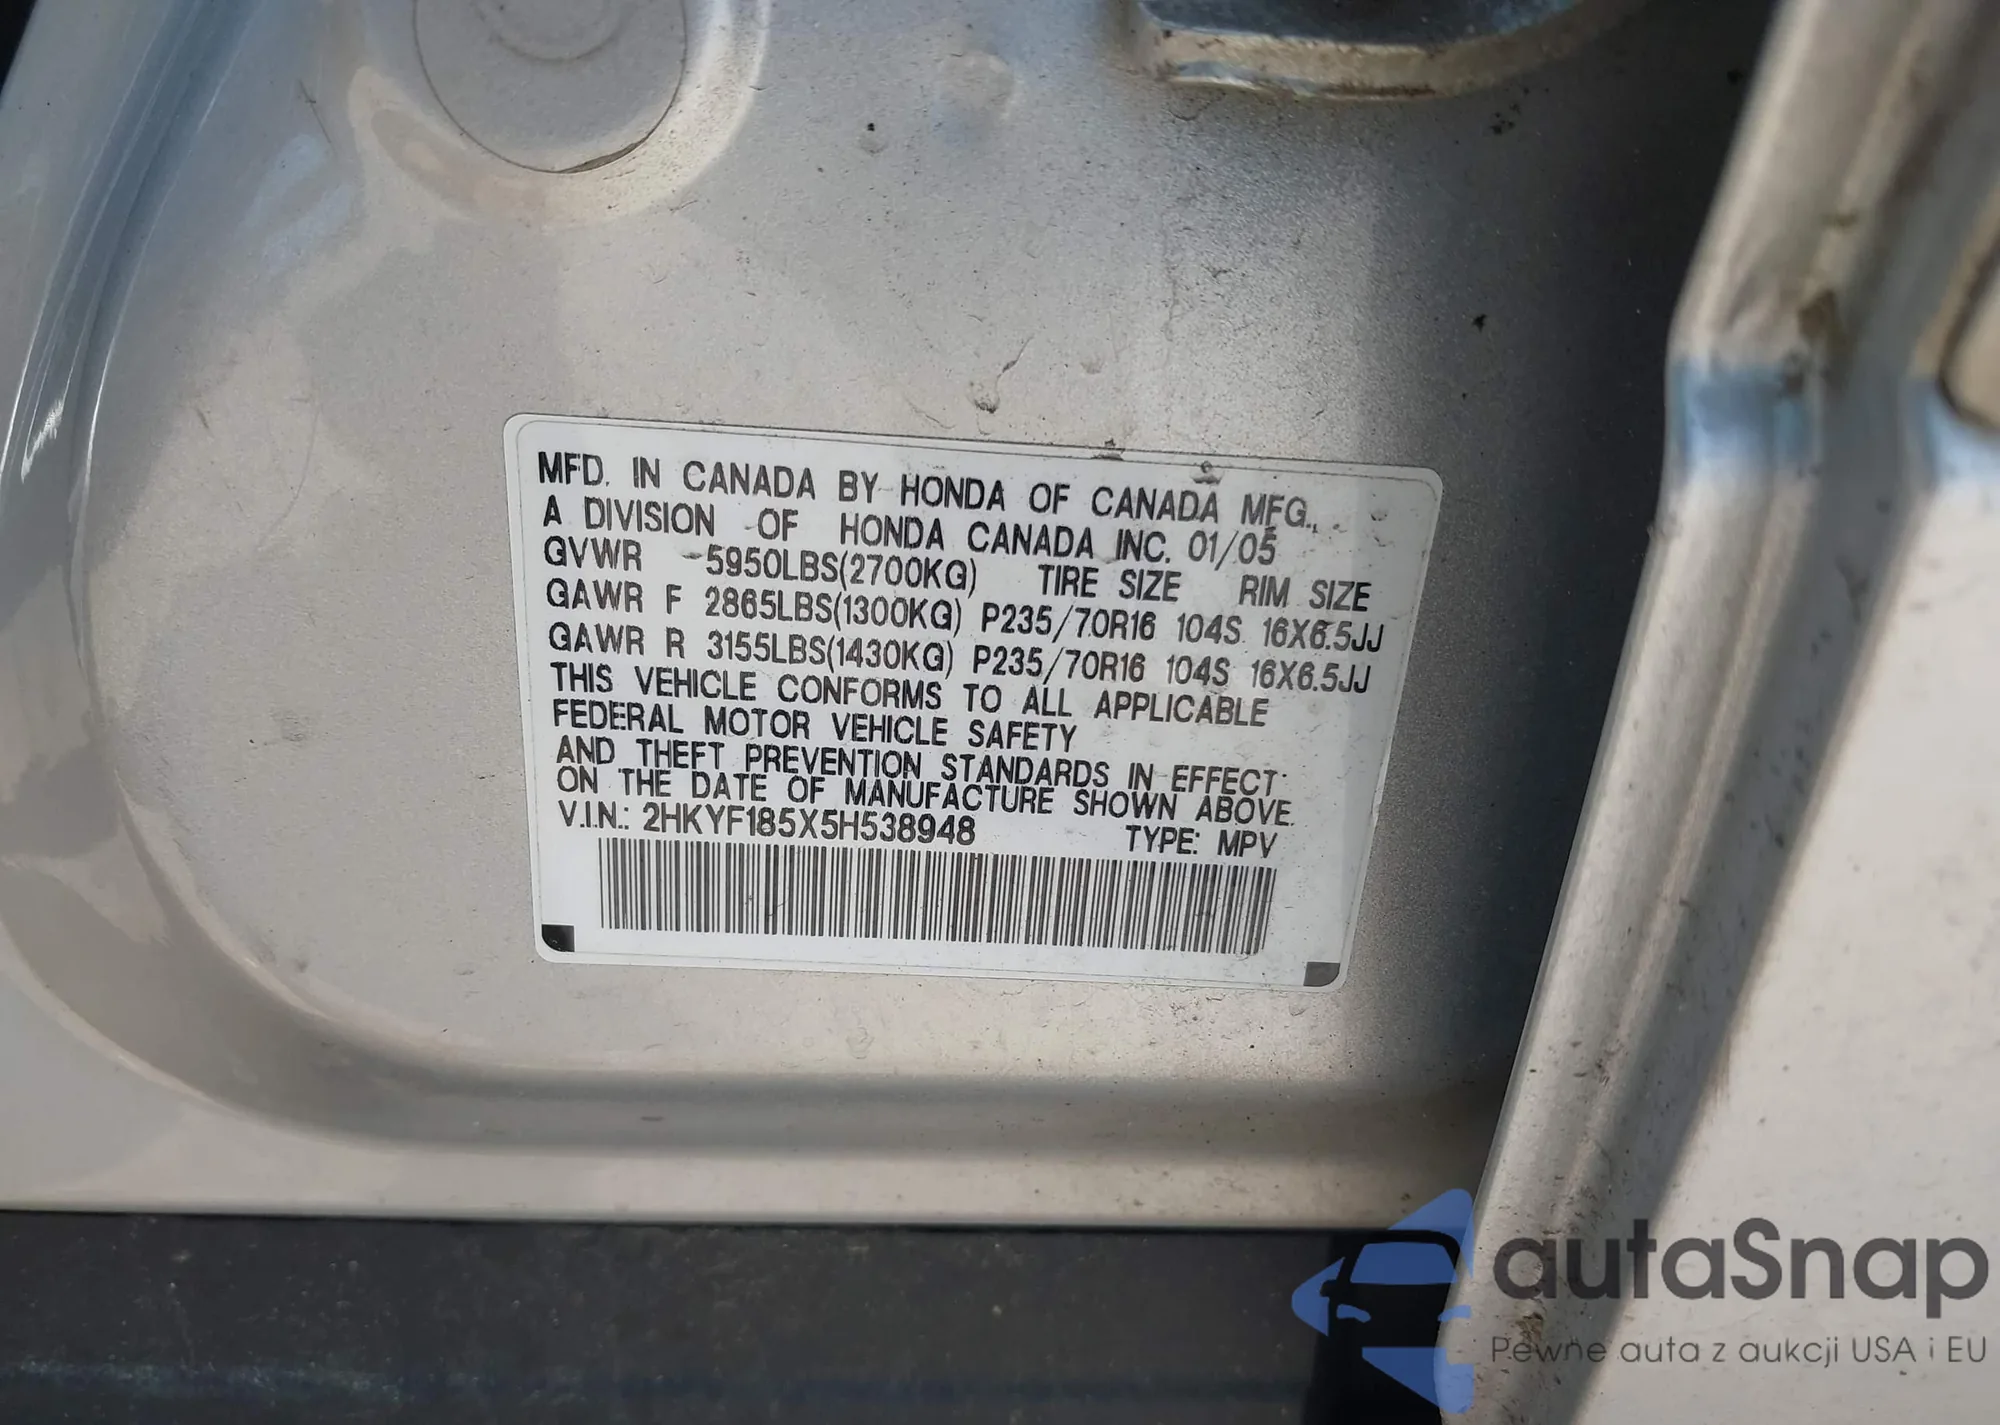 MFD. IN CANADA BY HONDA OF CANADA MFG.,
A DIVISION OF HONDA CANADA INC. 01/05
GVWR 5950LBS(2700KG) TIRE SIZE RIM SIZE
GAWR F 2865LBS(1300KG) P235/70R16 104S 16X6.5JJ
GAWR R 3155LBS(1430KG) P235/70R16 104S 16X6.5JJ
THIS VEHICLE CONFORMS TO ALL APPLICABLE
FEDERAL MOTOR VEHICLE SAFETY
AND THEFT PREVENTION STANDARDS IN EFFECT
ON THE DATE OF MANUFACTURE SHOWN ABOVE.
V.I.N.: 2HKYF185X5H538948 TYPE: MPV
autaSnap
Pewne auta z aukcji USA i EU